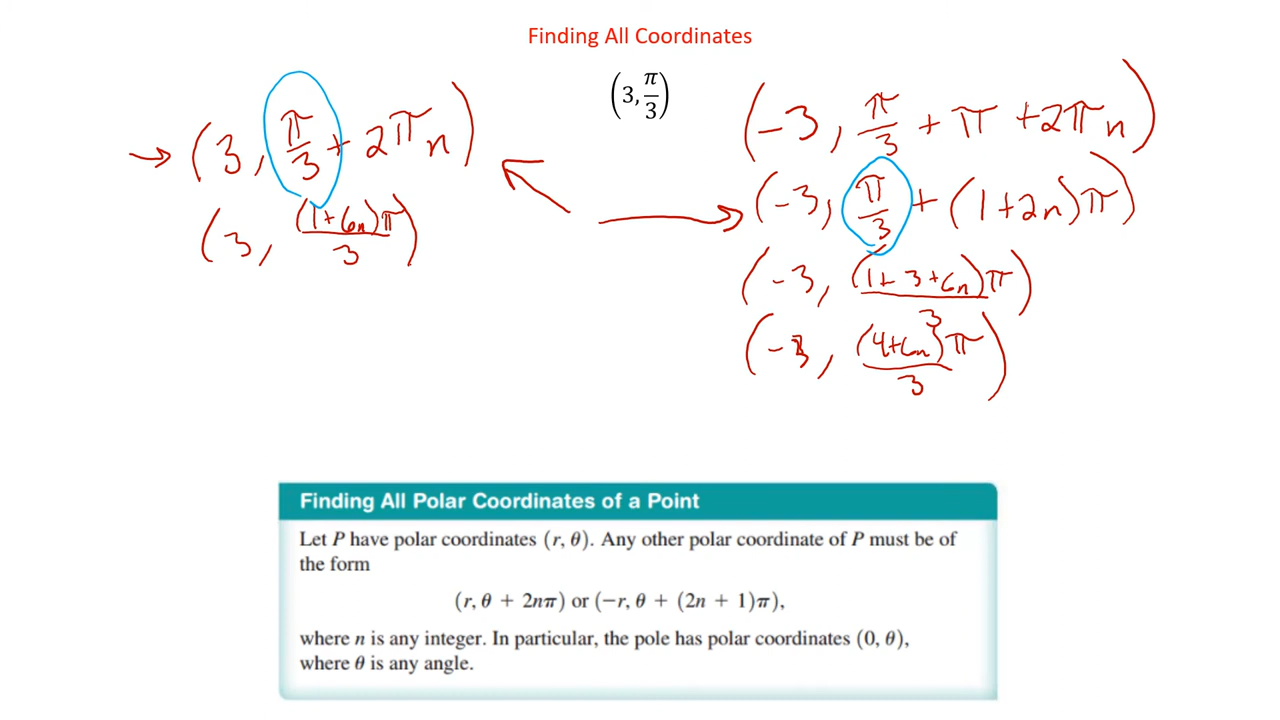 Finding All Coordinates
(3, π/3)
→ (3, π/3 + 2πn)
(3, (1+6n)π/3)
(-3, π/3 + π + 2πn)
(-3, π/3 + (1+2n)π)
(-3, (1+3+6n)π/3)
(-3, (4+6n)π/3)
Finding All Polar Coordinates of a Point
Let P have polar coordinates (r, θ). Any other polar coordinate of P must be of
the form
(r, θ + 2nπ) or (−r, θ + (2n + 1)π),
where n is any integer. In particular, the pole has polar coordinates (0, θ),
where θ is any angle.